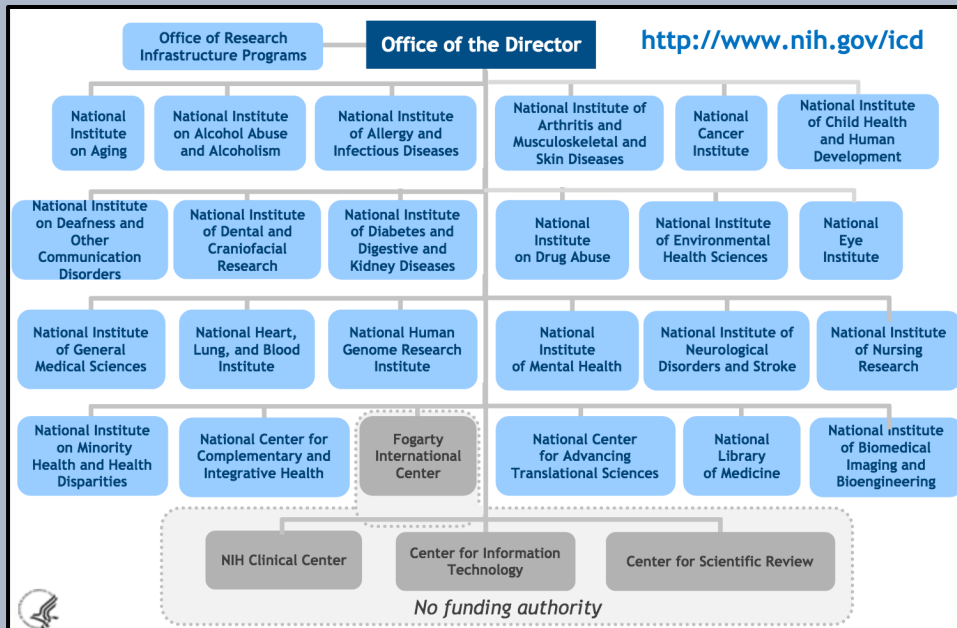 Office of Research
Infrastructure Programs
Office of the Director
http://www.nih.gov/icd
National
Institute
on Aging
National Institute
on Alcohol Abuse
and Alcoholism
National Institute
of Allergy and
Infectious Diseases
National Institute of
Arthritis and
Musculoskeletal and
Skin Diseases
National
Cancer
Institute
National Institute
of Child Health
and Human
Development
National Institute
on Deafness and
Other
Communication
Disorders
National Institute
of Dental and
Craniofacial
Research
National Institute
of Diabetes and
Digestive and
Kidney Diseases
National
Institute
on Drug Abuse
National Institute
of Environmental
Health Sciences
National
Eye
Institute
National Institute
of General
Medical Sciences
National Heart,
Lung, and Blood
Institute
National Human
Genome Research
Institute
National
Institute
of Mental Health
National Institute of
Neurological
Disorders and Stroke
National Institute
of Nursing
Research
National Institute
on Minority
Health and Health
Disparities
National Center for
Complementary and
Integrative Health
Fogarty
International
Center
National Center
for Advancing
Translational Sciences
National
Library
of Medicine
National Institute
of Biomedical
Imaging and
Bioengineering
NIH Clinical Center
Center for Information
Technology
Center for Scientific Review
No funding authority